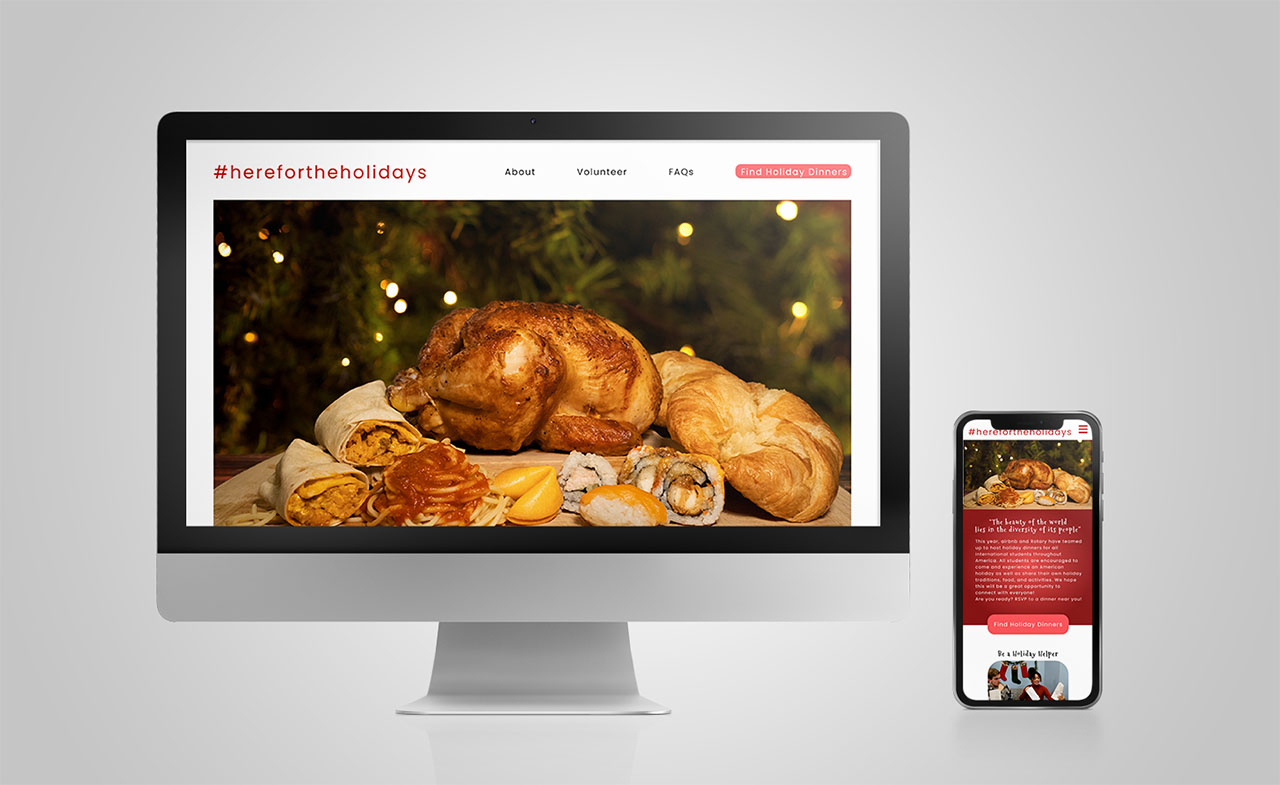 #herefortheholidays
About Volunteer FAQs Find Holiday Dinners
#herefortheholidays
"The beauty of the world
lies in the diversity of its people"
This year, airbnb and Rotary have teamed
up to host holiday dinners for all
international students throughout
America. All students are encouraged to
come and experience an American
holiday as well as share their own holiday
traditions, food, and activities. We hope
this will be a great opportunity to
connect with everyone!
Are you ready? RSVP to a dinner near you!
Find Holiday Dinners
Be a Holiday Helper